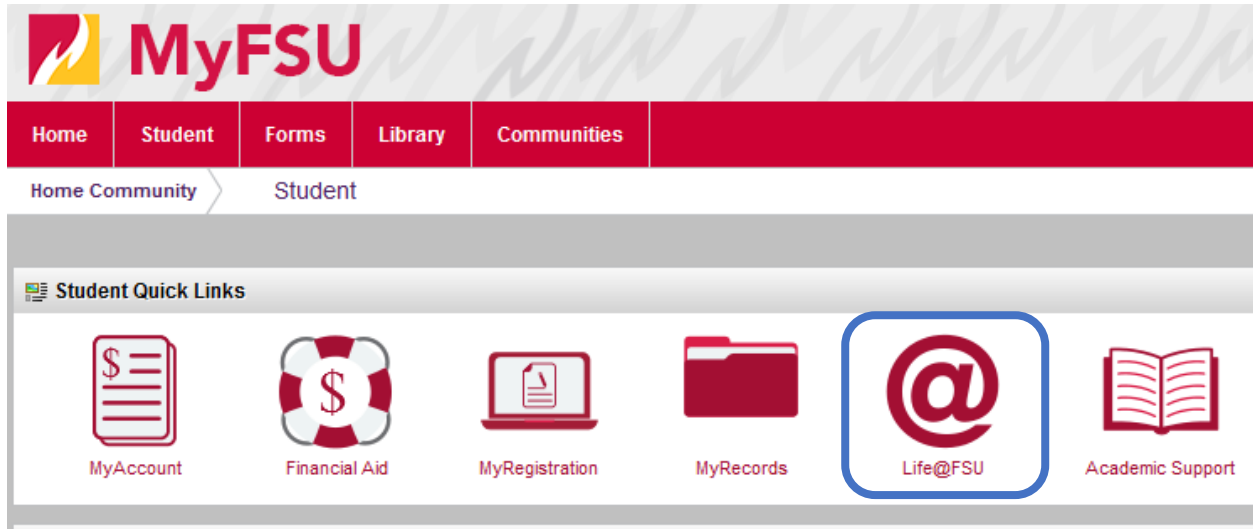 MyFSU
Home Student Forms Library Communities
Home Community Student
Student Quick Links
$ $ @
MyAccount Financial Aid MyRegistration MyRecords Life@FSU Academic Support